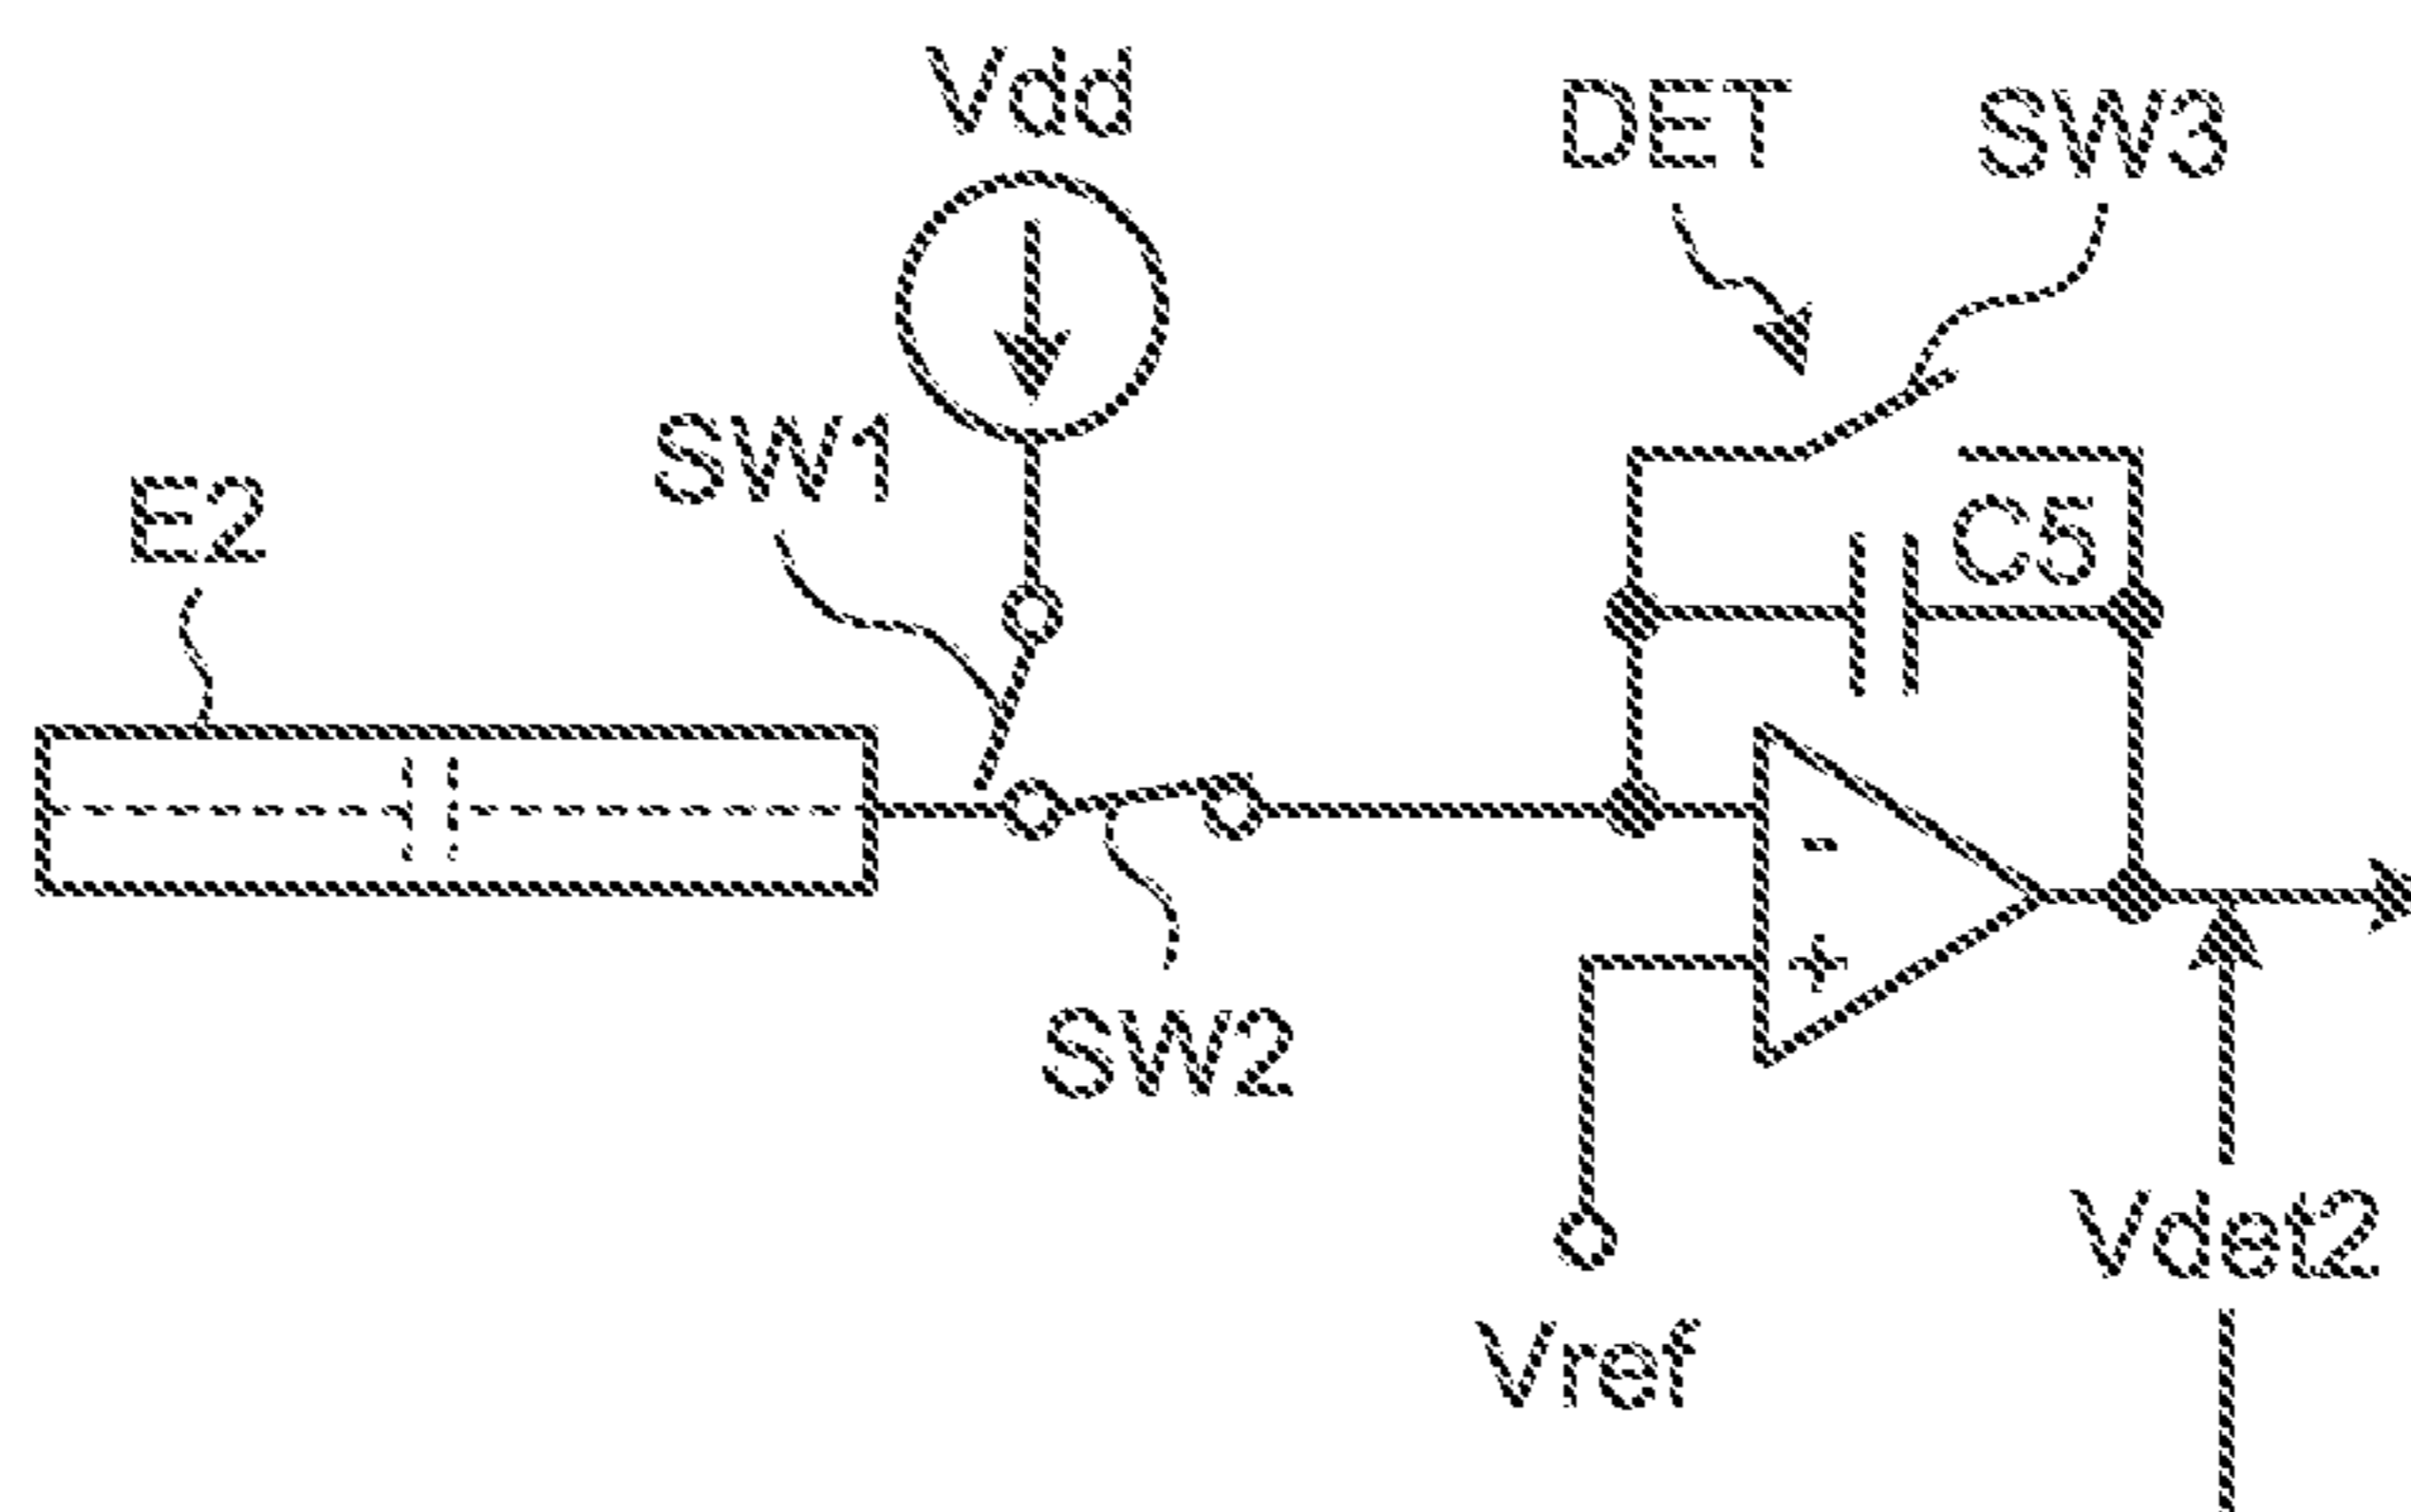 Vdd
DET
SW3
SW1
E2
C5
-
+
SW2
Vdet2
Vref